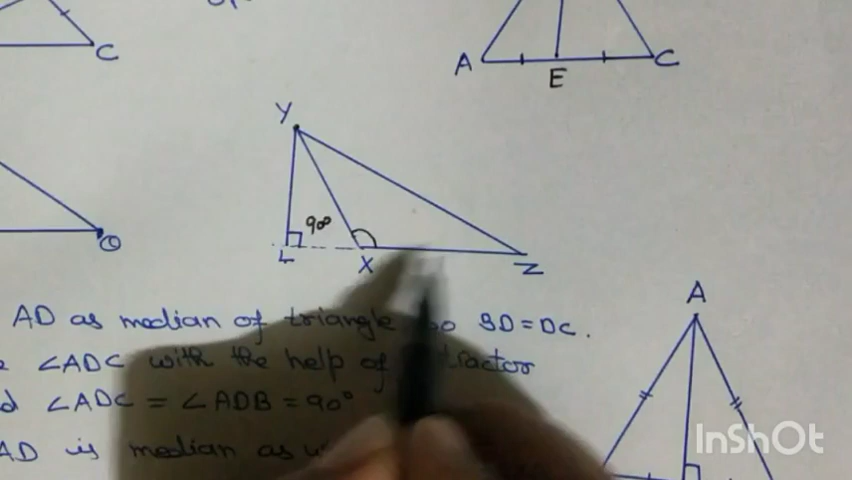 C
A
E
C
Y
90°
L
X
Z
Q
A
AD as median of triangle so BD = DC.
∠ADC with the help of
∠ADC = ∠ADB = 90°
AD is median as
InShOt